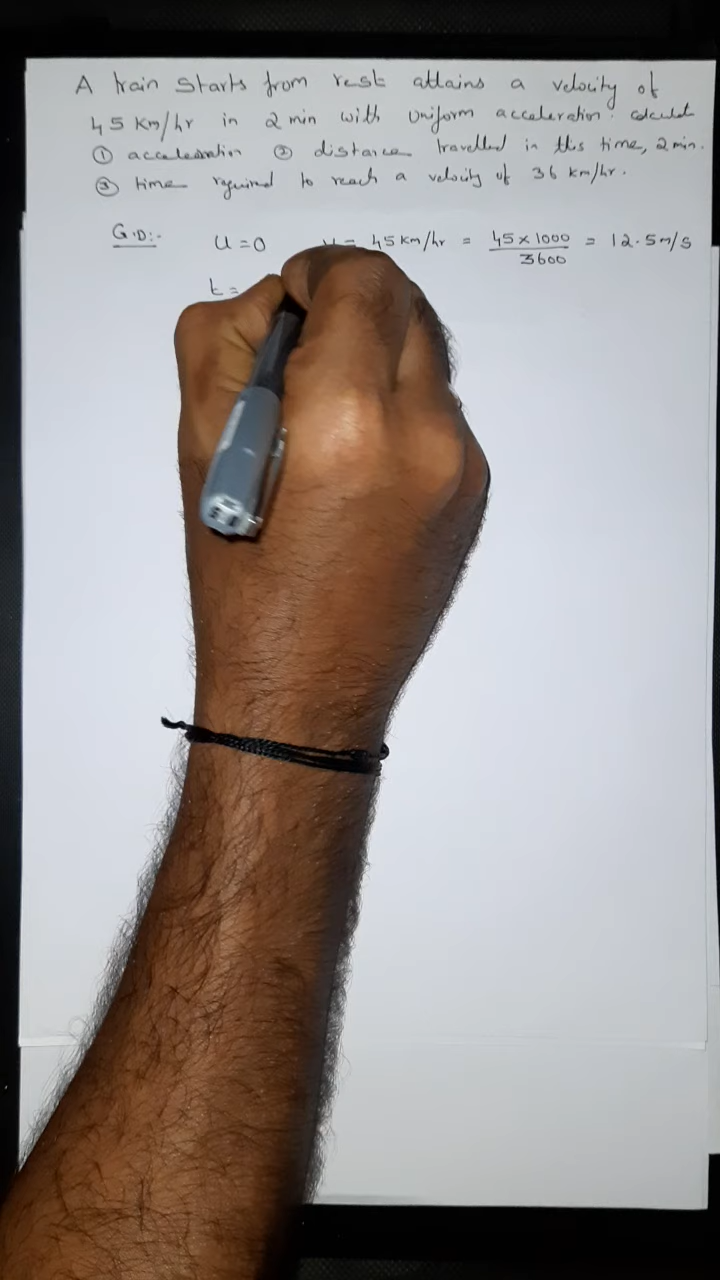 A train starts from rest attains a velocity of
45 Km/hr in 2 min with Uniform acceleration. calculate
① acceleration ② distance travelled in this time, 2 min.
③ time required to reach a velocity of 36 km/hr.
G.D:- U = 0 V = 45 Km/hr = 45 x 1000 / 3600 = 12.5 m/s
t =